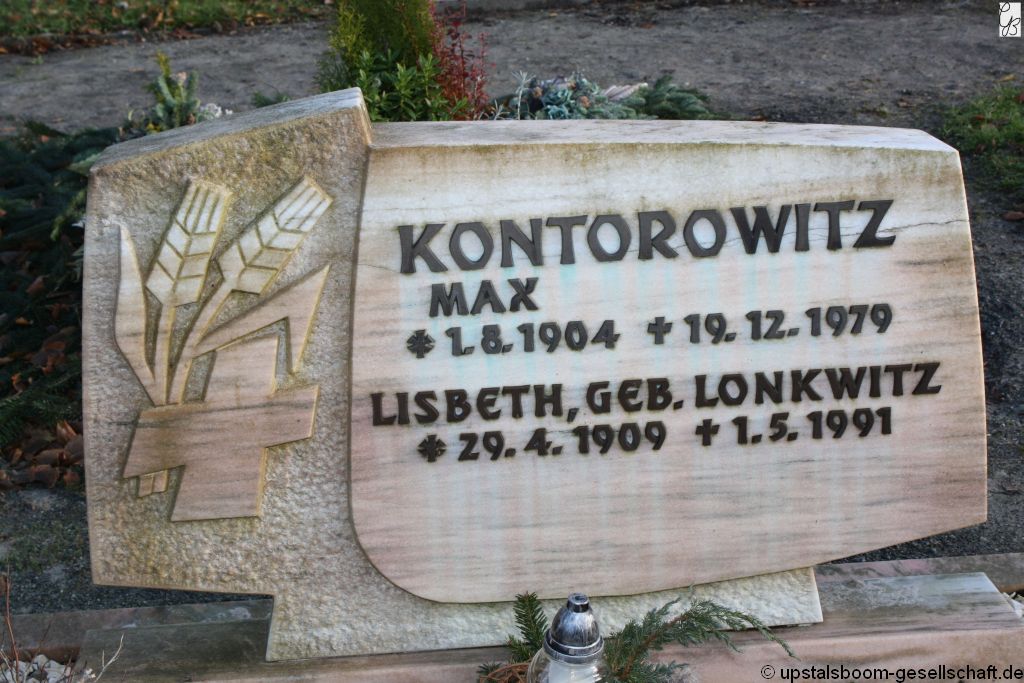 KONTOROWITZ
MAX
* 1.8.1904 † 19.12.1979
LISBETH, GEB. LONKWITZ
* 29.4.1909 † 1.5.1991
© upstalsboom-gesellschaft.de